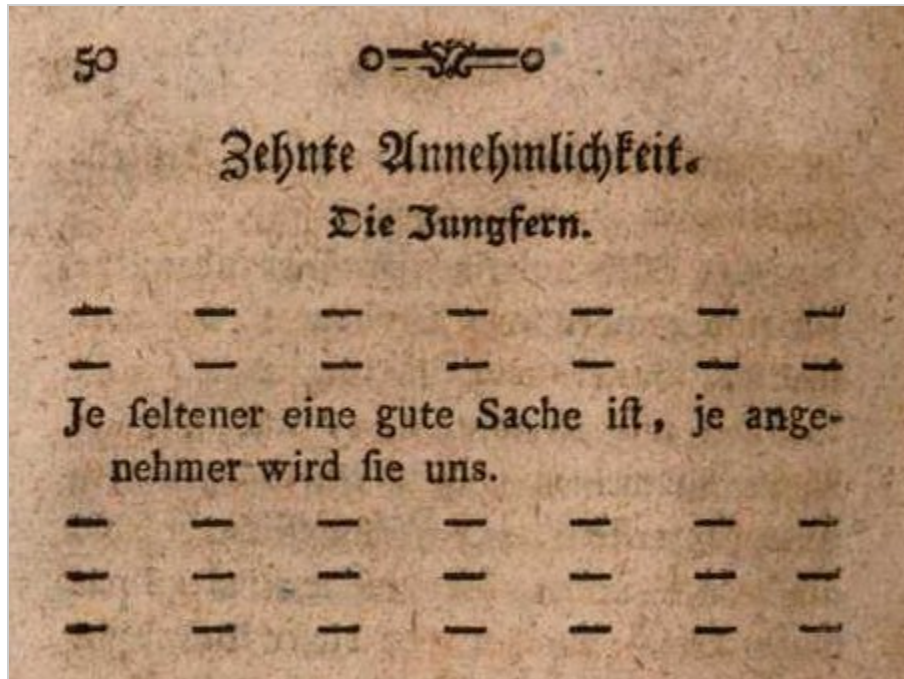 50
Zehnte Annehmlichkeit.
Die Jungfern.
— — — — — — —
— — — — — — —
Je ſeltener eine gute Sache iſt, je ange-
nehmer wird ſie uns.
— — — — — — —
— — — — — — —
— — — — — — —